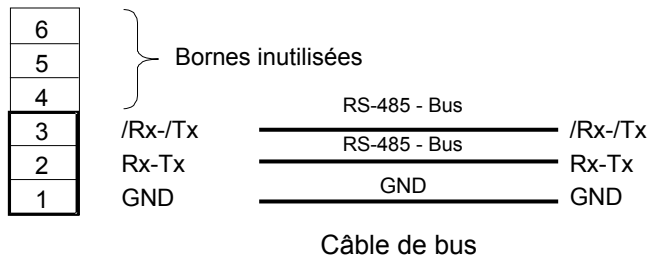 6
5 Bornes inutilisées
4
RS-485 - Bus
3 /Rx-/Tx /Rx-/Tx
RS-485 - Bus
2 Rx-Tx Rx-Tx
GND
1 GND GND
Câble de bus